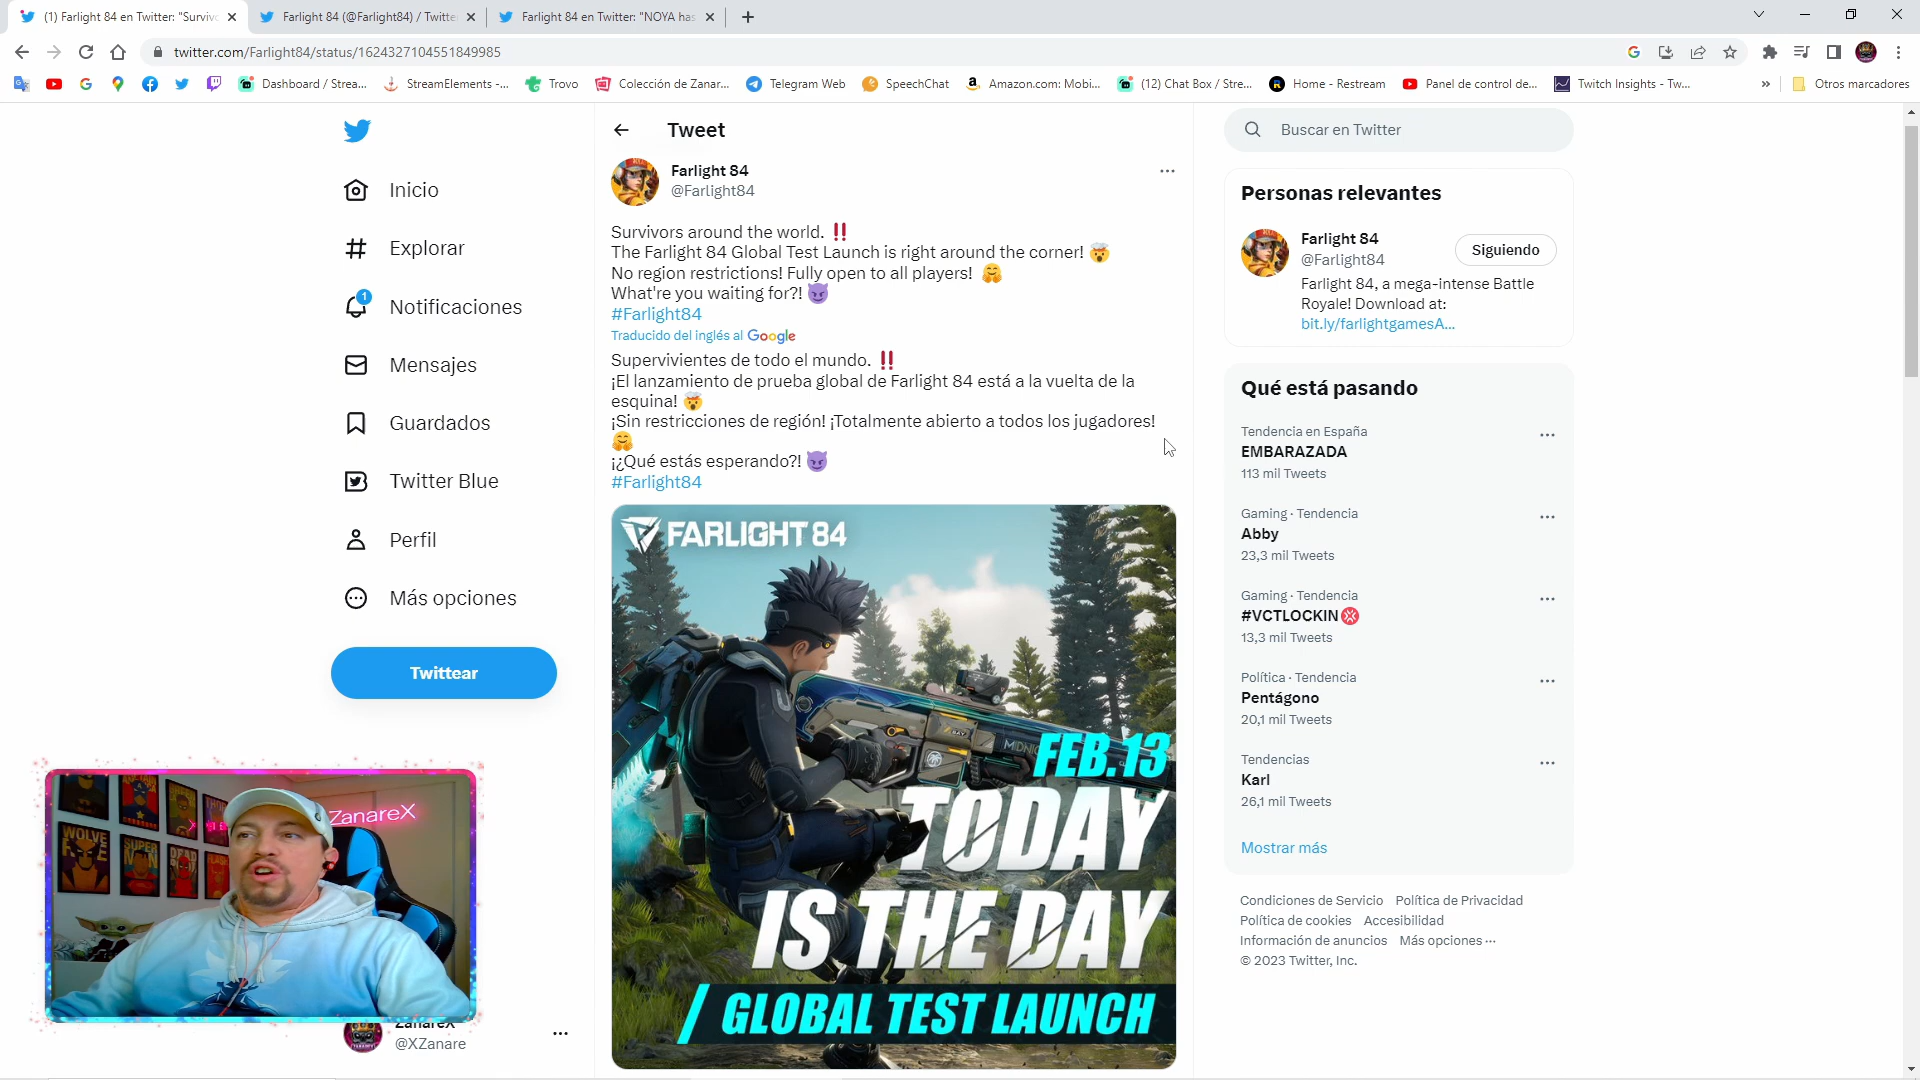 (1) Farlight 84 en Twitter: "Survivo
Farlight 84 (@Farlight84) / Twitte
Farlight 84 en Twitter: "NOYA has
twitter.com/Farlight84/status/1624327104551849985
Dashboard / Strea...
StreamElements -...
Trovo
Colección de Zanar...
Telegram Web
SpeechChat
Amazon.com: Mobi...
(12) Chat Box / Stre...
Home - Restream
Panel de control de...
Twitch Insights - Tw...
»
Otros marcadores
Inicio
Explorar
1
Notificaciones
Mensajes
Guardados
Twitter Blue
Perfil
Más opciones
Twittear
ZanareX
WOLVE
SUPER
MAN
DEAD
ZanareX
@XZanare
Tweet
Farlight 84
@Farlight84
Survivors around the world. ‼️
The Farlight 84 Global Test Launch is right around the corner! 🤯
No region restrictions! Fully open to all players! 🤗
What're you waiting for?! 😈
#Farlight84
Traducido del inglés al Google
Supervivientes de todo el mundo. ‼️
¡El lanzamiento de prueba global de Farlight 84 está a la vuelta de la
esquina! 🤯
¡Sin restricciones de región! ¡Totalmente abierto a todos los jugadores!
🤗
¡¿Qué estás esperando?! 😈
#Farlight84
FARLIGHT 84
FEB.13
TODAY
IS THE DAY
GLOBAL TEST LAUNCH
Buscar en Twitter
Personas relevantes
Farlight 84
@Farlight84
Siguiendo
Farlight 84, a mega-intense Battle
Royale! Download at:
bit.ly/farlightgamesA...
Qué está pasando
Tendencia en España
EMBARAZADA
113 mil Tweets
Gaming · Tendencia
Abby
23,3 mil Tweets
Gaming · Tendencia
#VCTLOCKIN
13,3 mil Tweets
Política · Tendencia
Pentágono
20,1 mil Tweets
Tendencias
Karl
26,1 mil Tweets
Mostrar más
Condiciones de Servicio Política de Privacidad
Política de cookies Accesibilidad
Información de anuncios Más opciones ···
© 2023 Twitter, Inc.